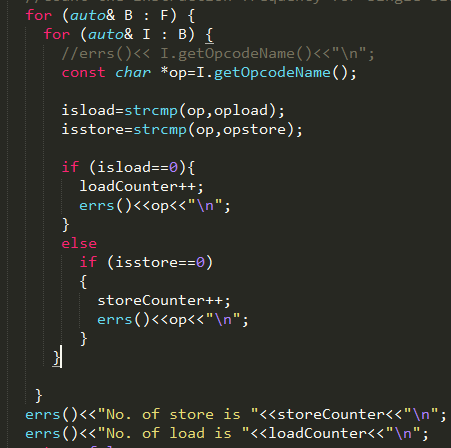 for (auto& B : F) {
for (auto& I : B) {
//errs()<< I.getOpcodeName()<<"\n";
const char *op=I.getOpcodeName();
isload=strcmp(op,opload);
isstore=strcmp(op,opstore);
if (isload==0){
loadCounter++;
errs()<<op<<"\n";
}
else
if (isstore==0)
{
storeCounter++;
errs()<<op<<"\n";
}
}
}
errs()<<"No. of store is "<<storeCounter<<"\n";
errs()<<"No. of load is "<<loadCounter<<"\n";